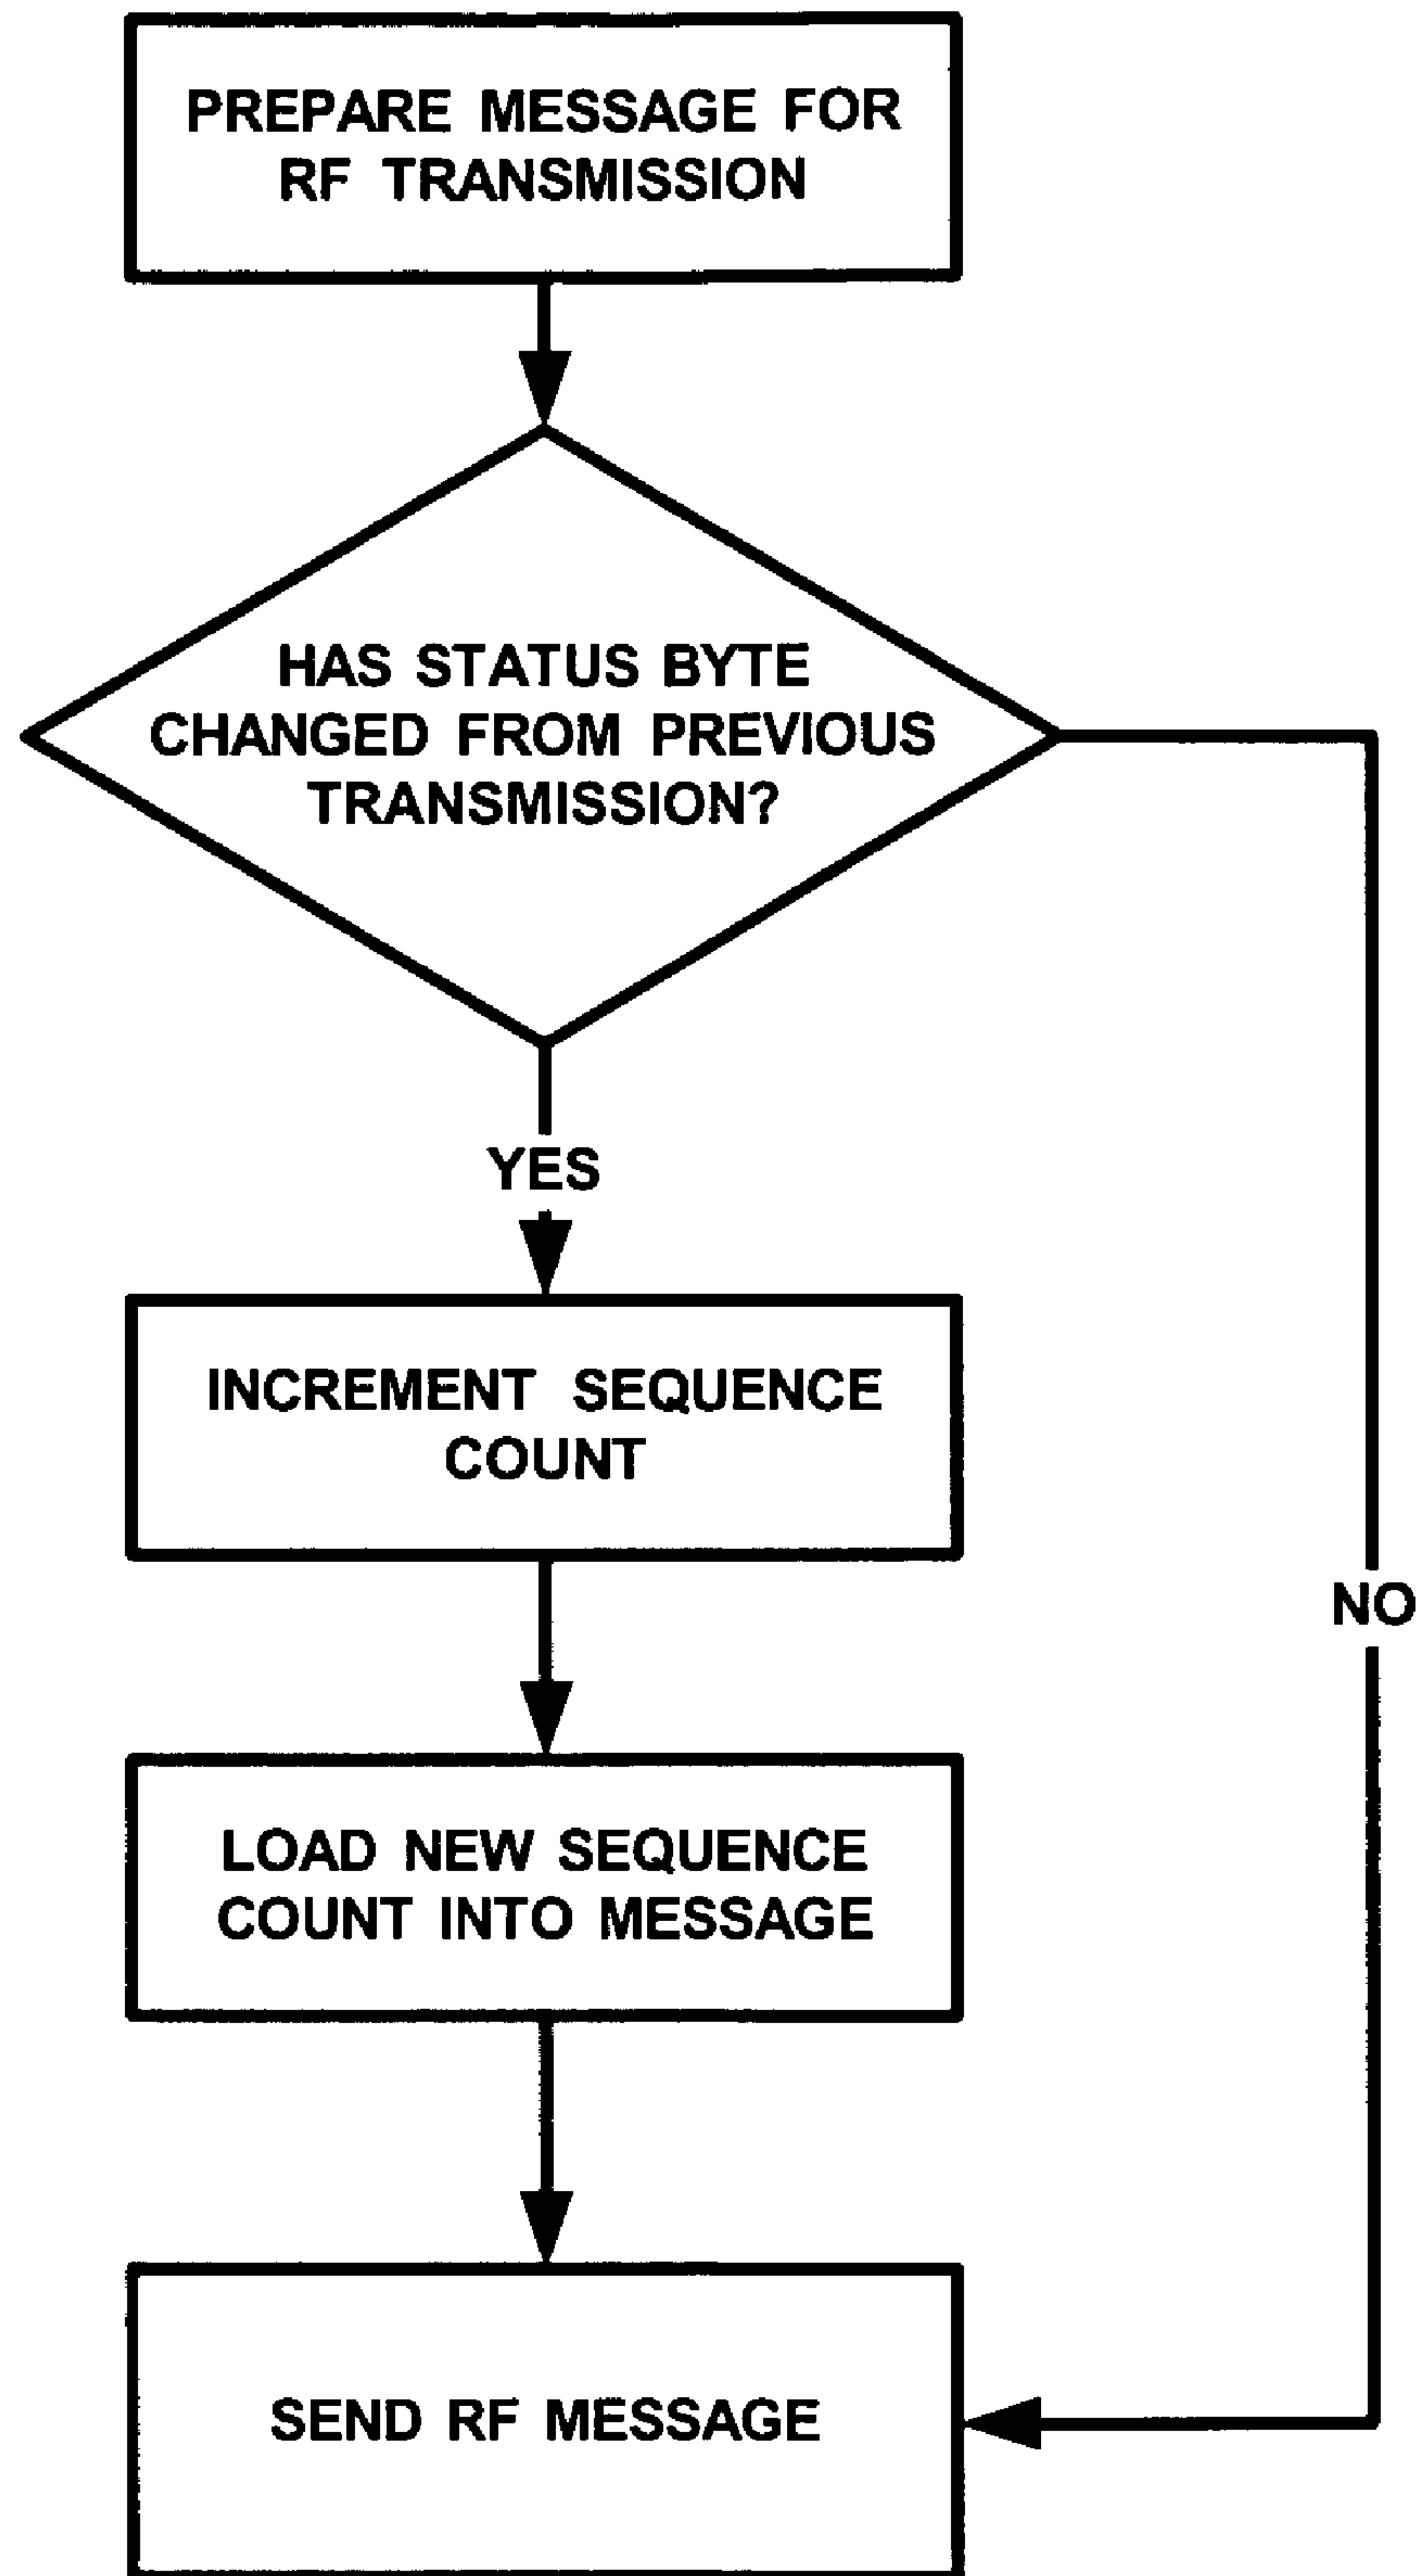 PREPARE MESSAGE FOR
RF TRANSMISSION
HAS STATUS BYTE
CHANGED FROM PREVIOUS
TRANSMISSION?
YES
INCREMENT SEQUENCE
COUNT
NO
LOAD NEW SEQUENCE
COUNT INTO MESSAGE
SEND RF MESSAGE